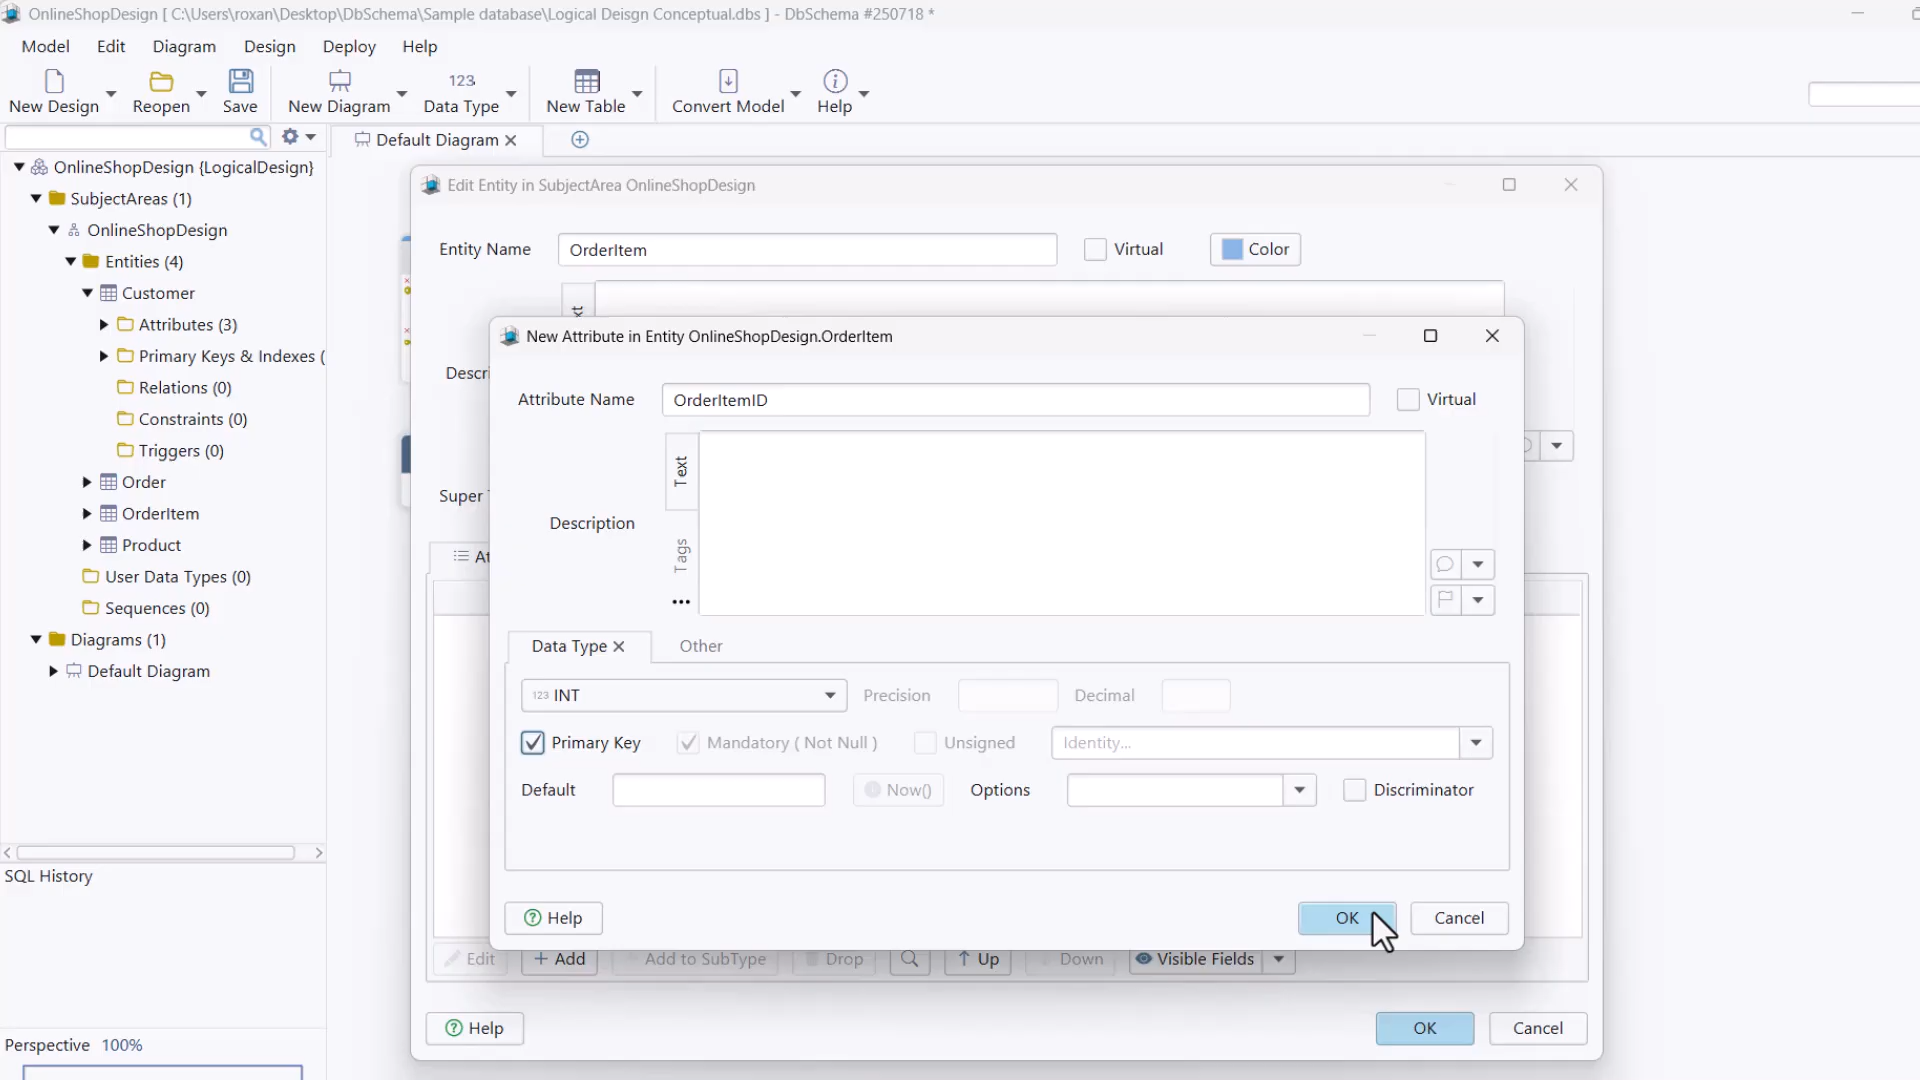 OnlineShopDesign [ C:\Users\roxan\Desktop\DbSchema\Sample database\Logical Deisgn Conceptual.dbs ] - DbSchema #250718 *
Model Edit Diagram Design Deploy Help
123
New Design Reopen Save New Diagram Data Type New Table Convert Model Help
Default Diagram
OnlineShopDesign {LogicalDesign}
SubjectAreas (1)
OnlineShopDesign
Entities (4)
Customer
Attributes (3)
Primary Keys & Indexes (
Relations (0)
Constraints (0)
Triggers (0)
Order
OrderItem
Product
User Data Types (0)
Sequences (0)
Diagrams (1)
Default Diagram
SQL History
Perspective 100%
Edit Entity in SubjectArea OnlineShopDesign
Entity Name OrderItem Virtual Color
Descri
Super
At
New Attribute in Entity OnlineShopDesign.OrderItem
Attribute Name OrderItemID Virtual
Text
Description
Tags
...
Data Type Other
123 INT Precision Decimal
Primary Key Mandatory ( Not Null ) Unsigned Identity...
Default Now() Options Discriminator
Help OK Cancel
Edit + Add Add to SubType Drop Up Down Visible Fields
Help OK Cancel